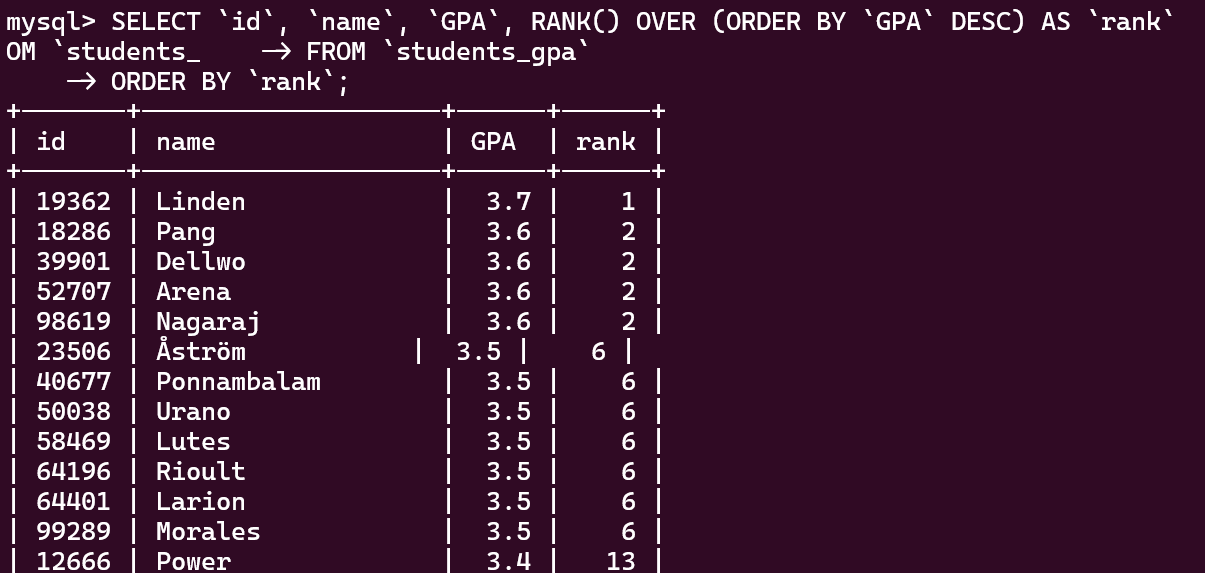 mysql> SELECT `id`, `name`, `GPA`, RANK() OVER (ORDER BY `GPA` DESC) AS `rank`
OM `students_    -> FROM `students_gpa`
    -> ORDER BY `rank`;
+-------+--------------------+------+------+
| id    | name               | GPA  | rank |
+-------+--------------------+------+------+
| 19362 | Linden             |  3.7 |    1 |
| 18286 | Pang               |  3.6 |    2 |
| 39901 | Dellwo             |  3.6 |    2 |
| 52707 | Arena              |  3.6 |    2 |
| 98619 | Nagaraj            |  3.6 |    2 |
| 23506 | Åström           |  3.5 |    6 |
| 40677 | Ponnambalam        |  3.5 |    6 |
| 50038 | Urano              |  3.5 |    6 |
| 58469 | Lutes              |  3.5 |    6 |
| 64196 | Rioult             |  3.5 |    6 |
| 64401 | Larion             |  3.5 |    6 |
| 99289 | Morales            |  3.5 |    6 |
| 12666 | Power              |  3.4 |   13 |